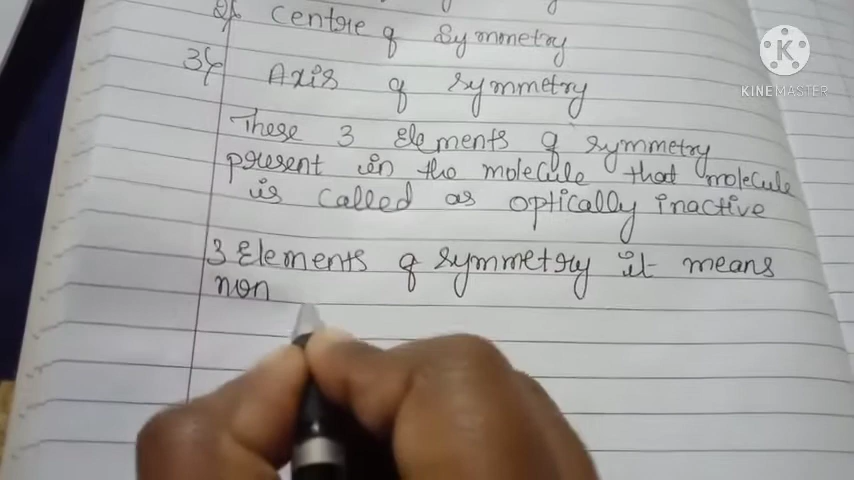 2) Centre of Symmetry
3) Axis of symmetry
These 3 elements of symmetry
present in the molecule that molecule
is called as optically inactive
3 Elements of symmetry it means
non
K
KINEMASTER